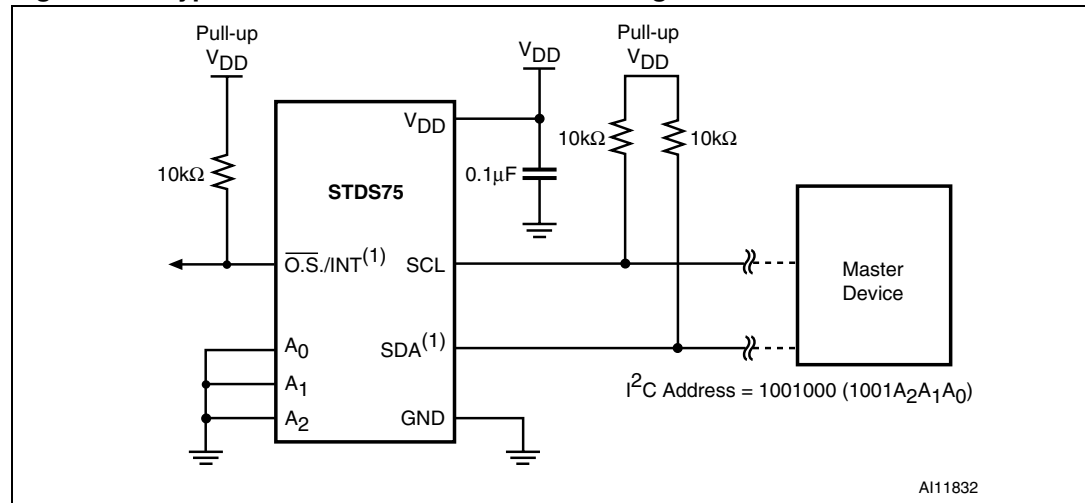 Pull-up
VDD
10kΩ
VDD
Pull-up
VDD
10kΩ
10kΩ
0.1µF
STDS75
VDD
O.S./INT(1)
SCL
A0
SDA(1)
A1
A2
GND
Master
Device
I2C Address = 1001000 (1001A2A1A0)
AI11832